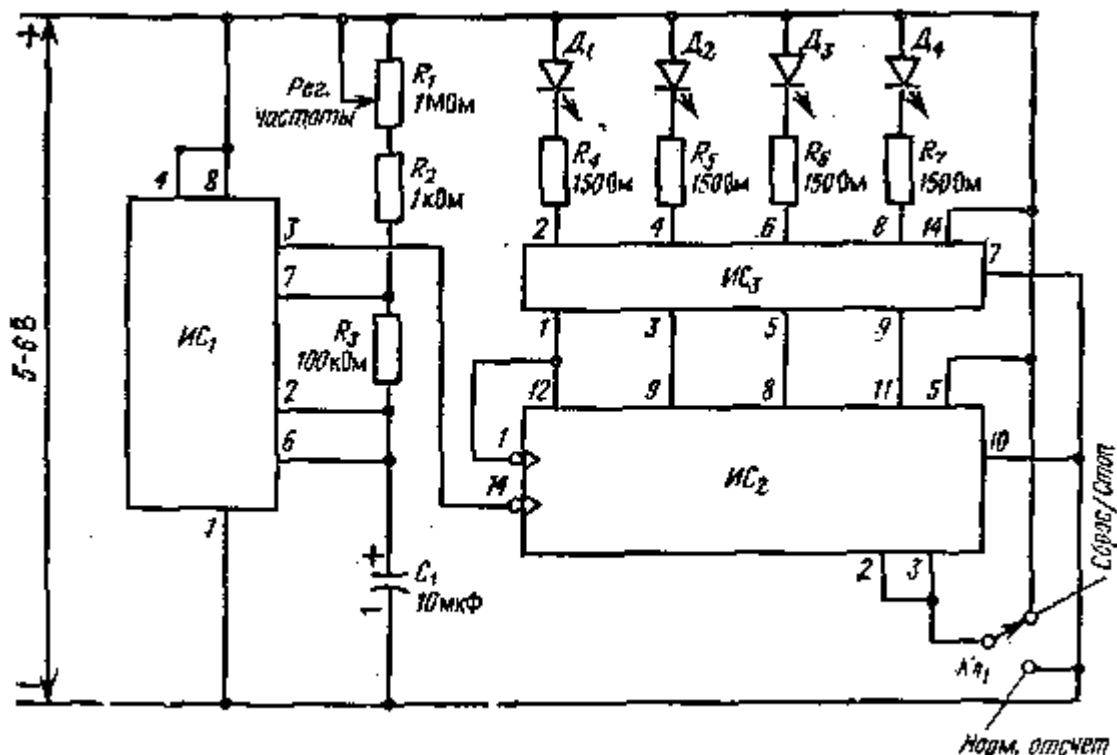 +
5-6 В
Рег.
частоты
R1
1МОм
R2
1кОм
R3
100кОм
Д1
Д2
Д3
Д4
R4
150Ом
R5
150Ом
R6
150Ом
R7
150Ом
4
8
3
7
2
6
1
ИС1
2
4
6
8
14
7
ИС3
1
3
5
9
12
9
8
11
5
1
14
10
ИС2
2
3
+
C1
10мкФ
Кл1
Сброс/Стоп
Норм. отсчет